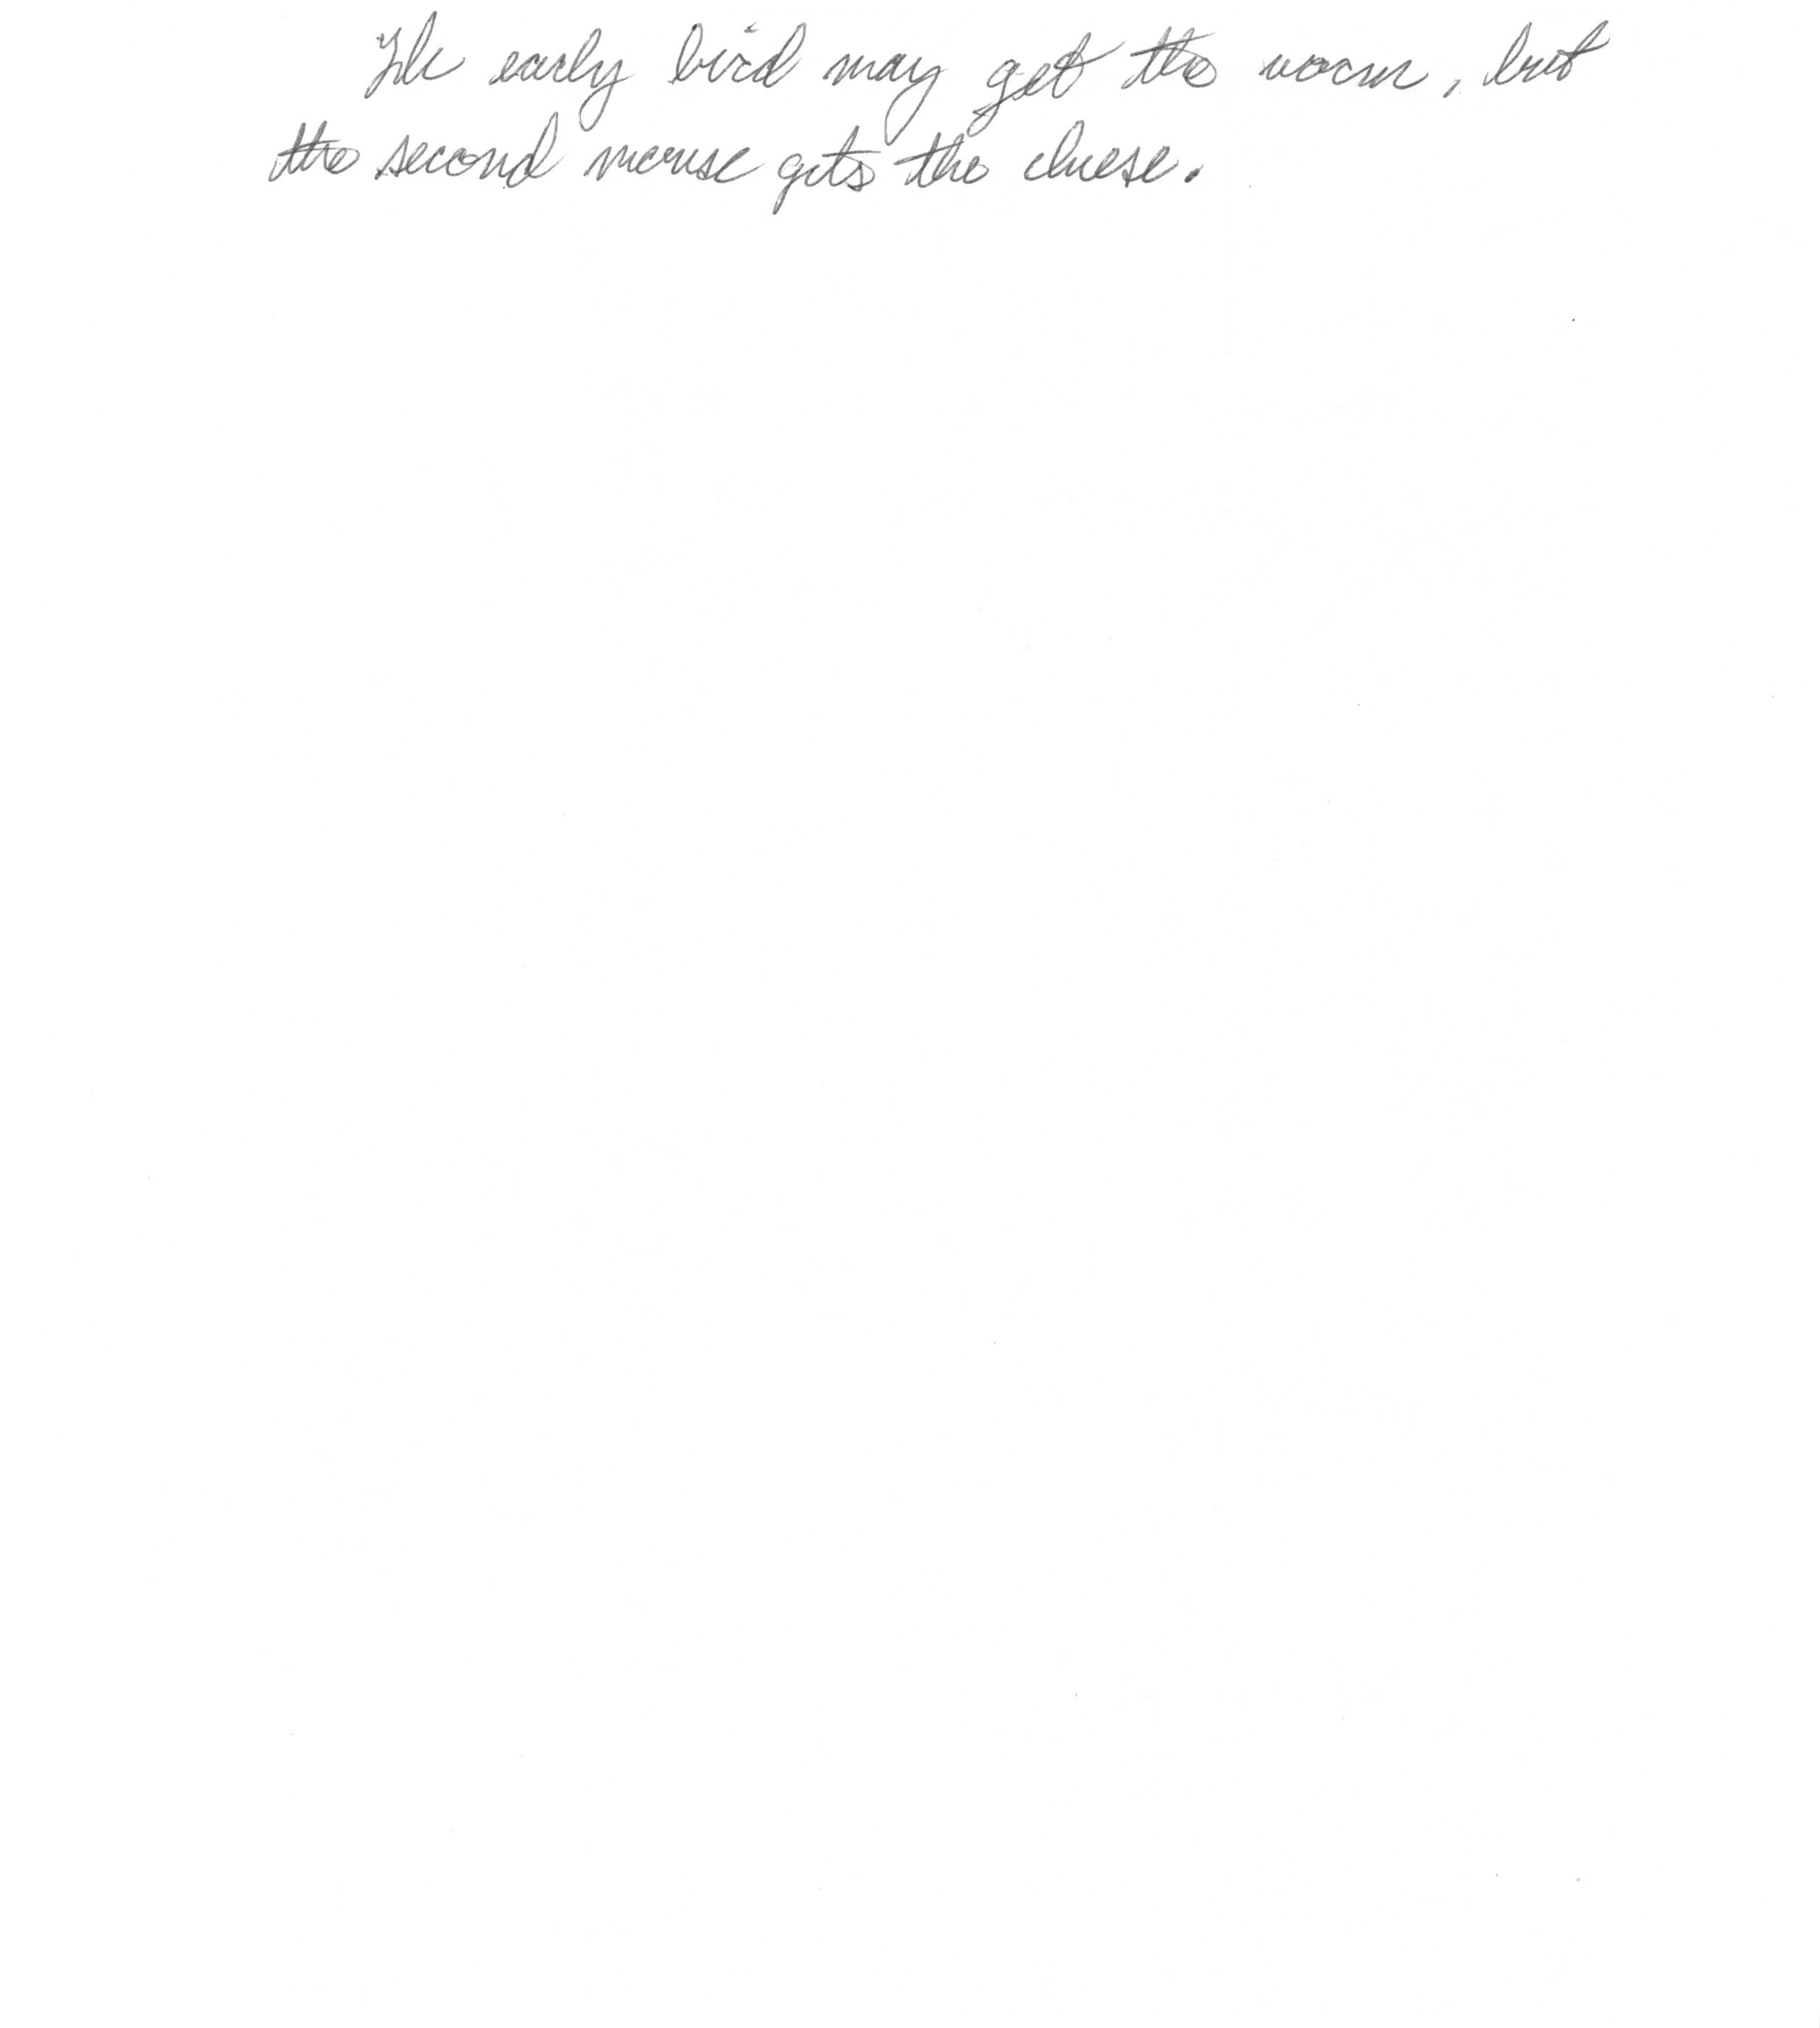 The early bird may get the worm, but
the second mouse gets the cheese.